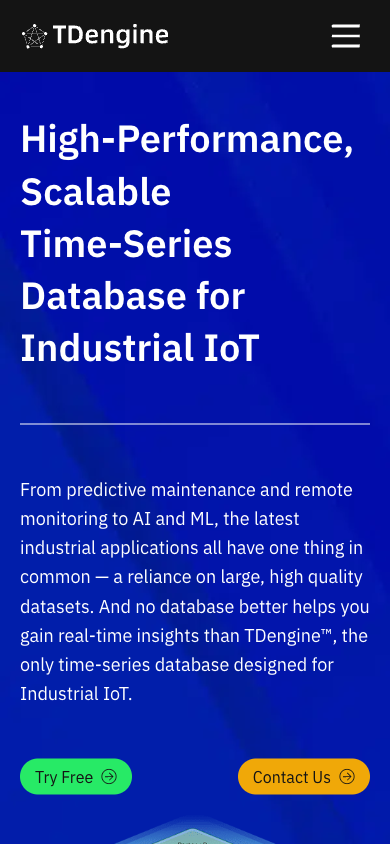 TDengine
High-Performance,
Scalable
Time-Series
Database for
Industrial IoT
From predictive maintenance and remote
monitoring to AI and ML, the latest
industrial applications all have one thing in
common — a reliance on large, high quality
datasets. And no database better helps you
gain real-time insights than TDengine™, the
only time-series database designed for
Industrial IoT.
Try Free
Contact Us